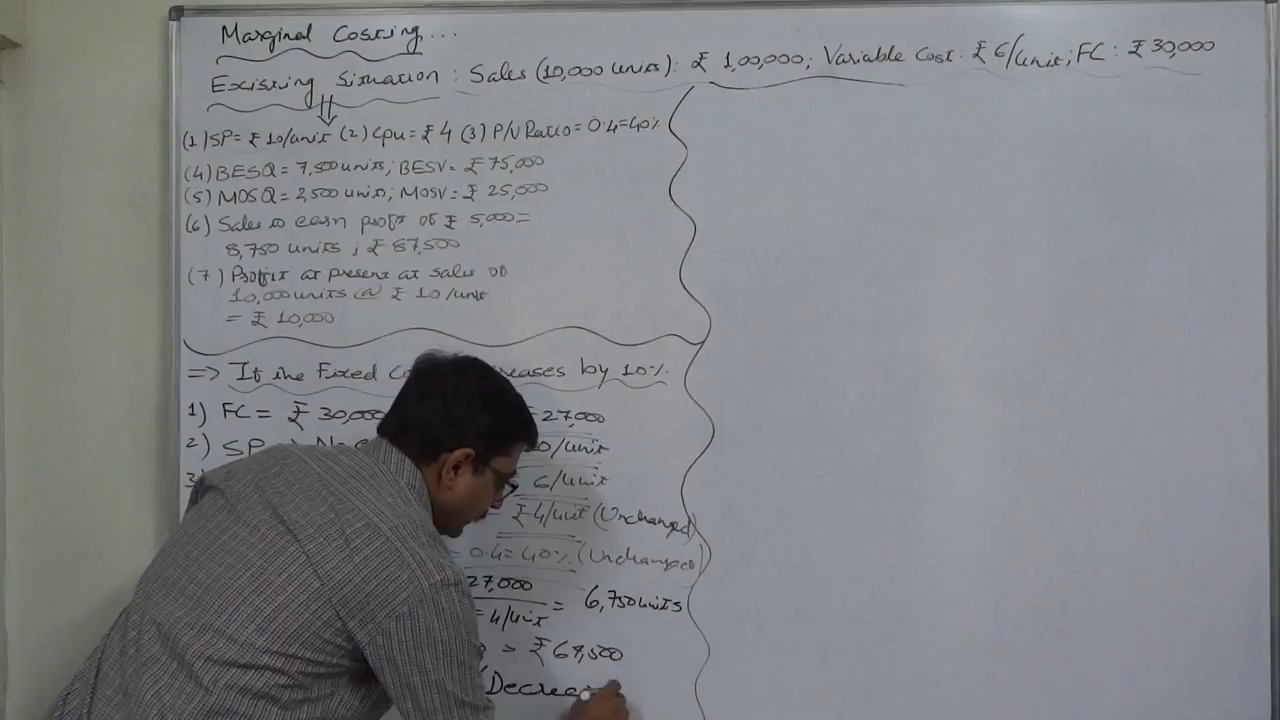 Marginal Costing...
Existing Situation : Sales (10,000 units): ₹ 1,00,000; Variable Cost: ₹ 6/unit; FC: ₹ 30,000
(1) SP= ₹ 10/unit (2) Cpu = ₹ 4 (3) P/V Ratio = 0.4=40%
(4) BESQ = 7,500 units; BESV= ₹ 75,000
(5) MOSQ = 2,500 units; MOSV= ₹ 25,000
(6) Sales to earn profit of ₹ 5,000=
8,750 units ; ₹ 87,500
(7) Profit at present at sales of
10,000 units @ ₹ 10/unit
= ₹ 10,000
=> If the Fixed by 10%.
1) FC = ₹ 30,000 27,000
2) SP /unit
3) 6/unit
= ₹ 4/unit (Unchanged)
= 0.4=40% (Unchanged)
27,000
4/unit = 6,750 units
₹ 67,500
(Decrea